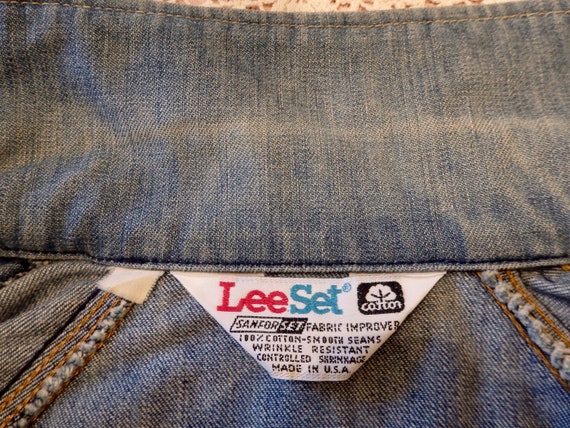 LeeSet®
cotton
SANFORSET FABRIC IMPROVER
100% COTTON-SMOOTH SEAMS
WRINKLE RESISTANT
CONTROLLED SHRINKAGE
MADE IN U.S.A